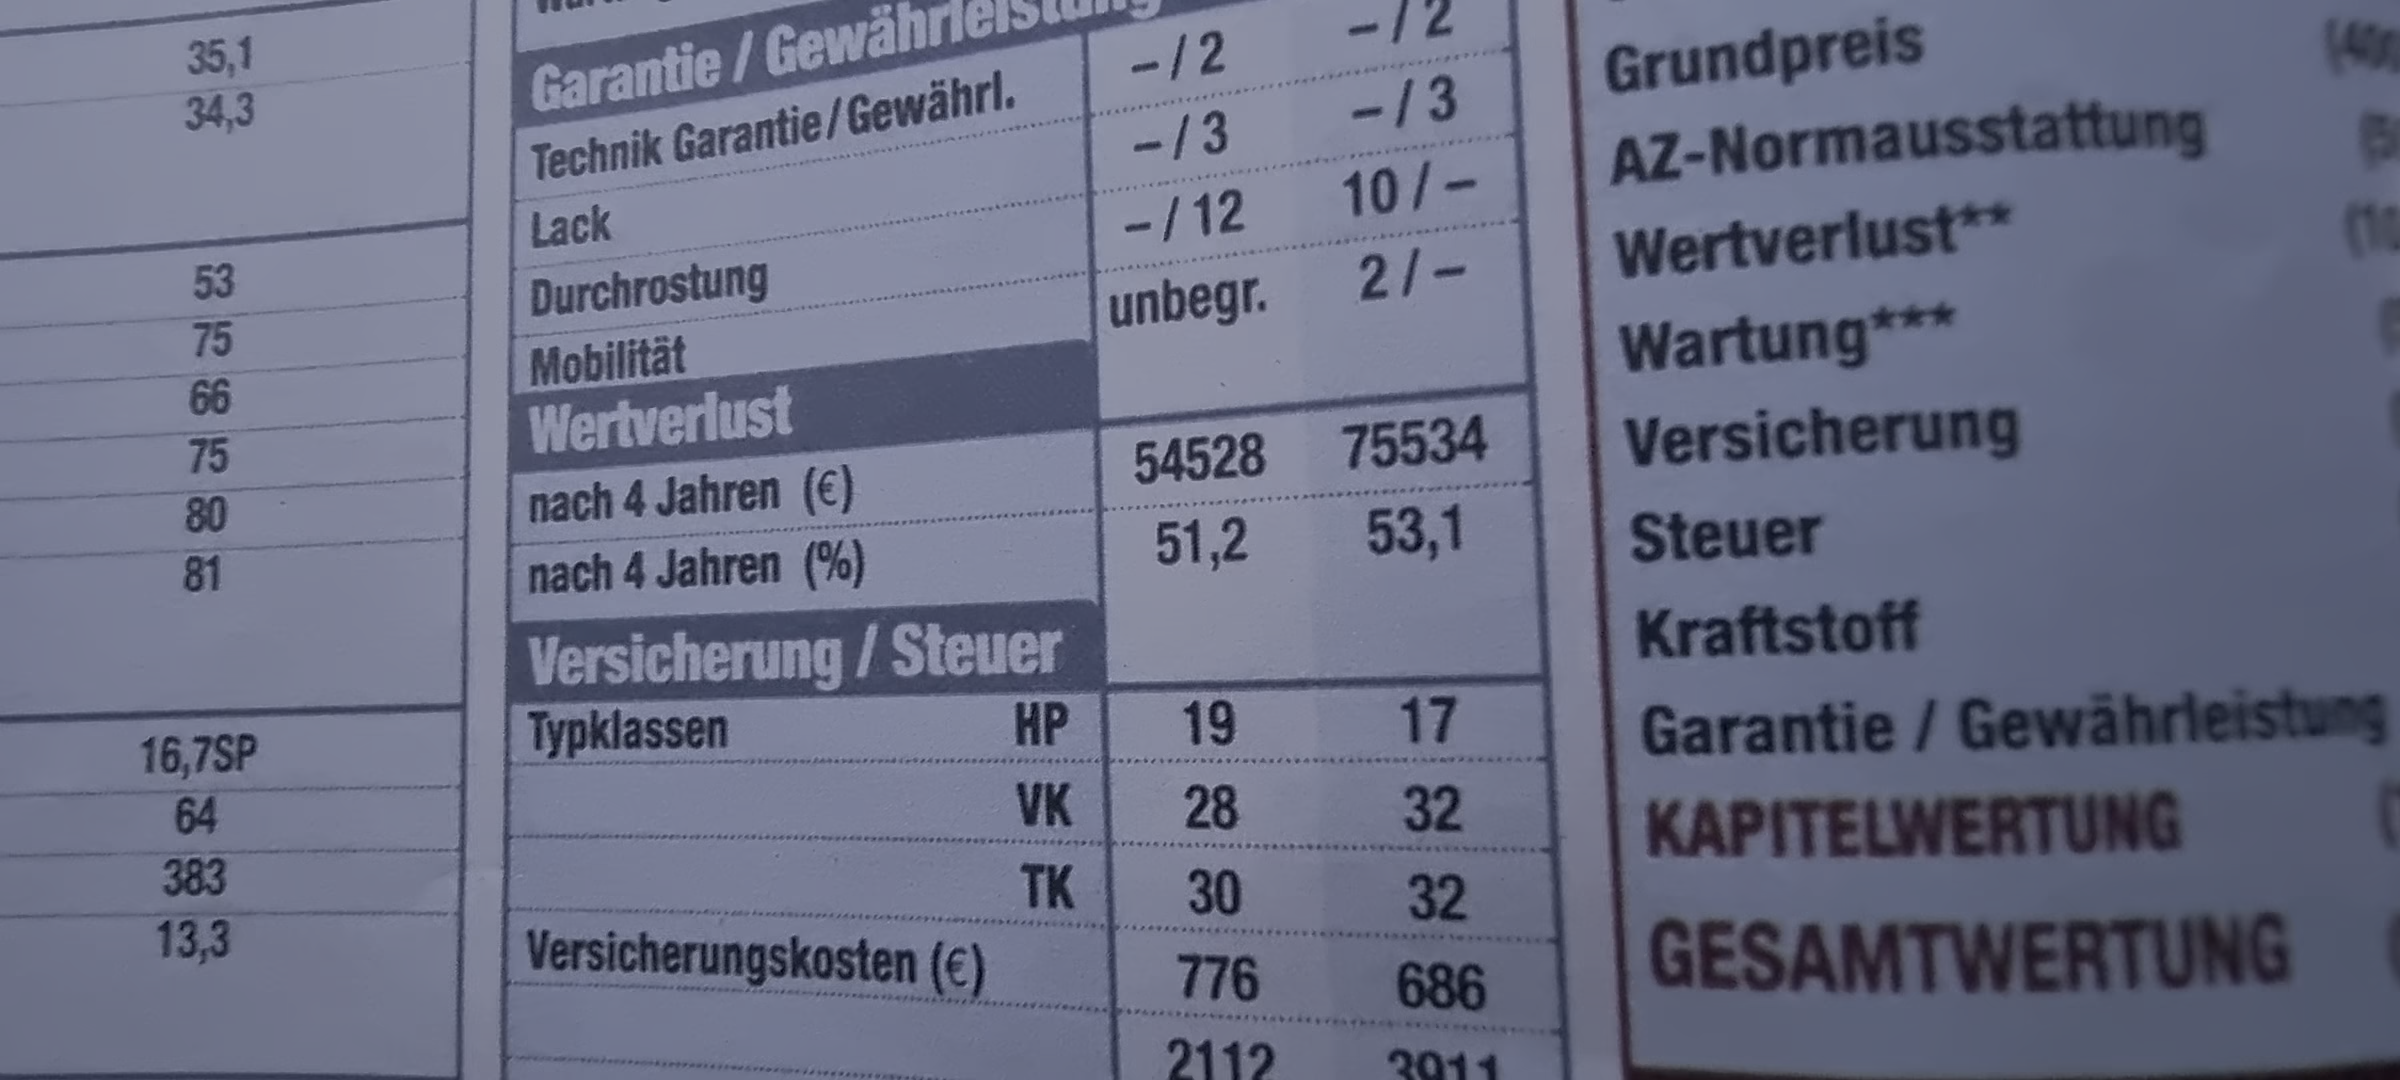 35,1
34,3
53
75
66
75
80
81
16,7SP
64
383
13,3
Garantie / Gewährleistung
Technik Garantie/Gewährl. –/2 –/2
Lack –/3 –/3
Durchrostung –/12 10/–
Mobilität unbegr. 2/–
Wertverlust
nach 4 Jahren (€) 54528 75534
nach 4 Jahren (%) 51,2 53,1
Versicherung / Steuer
Typklassen HP 19 17
VK 28 32
TK 30 32
Versicherungskosten (€) 776 686
2112 3911
Grundpreis
AZ-Normausstattung
Wertverlust**
Wartung***
Versicherung
Steuer
Kraftstoff
Garantie / Gewährleistung
KAPITELWERTUNG
GESAMTWERTUNG